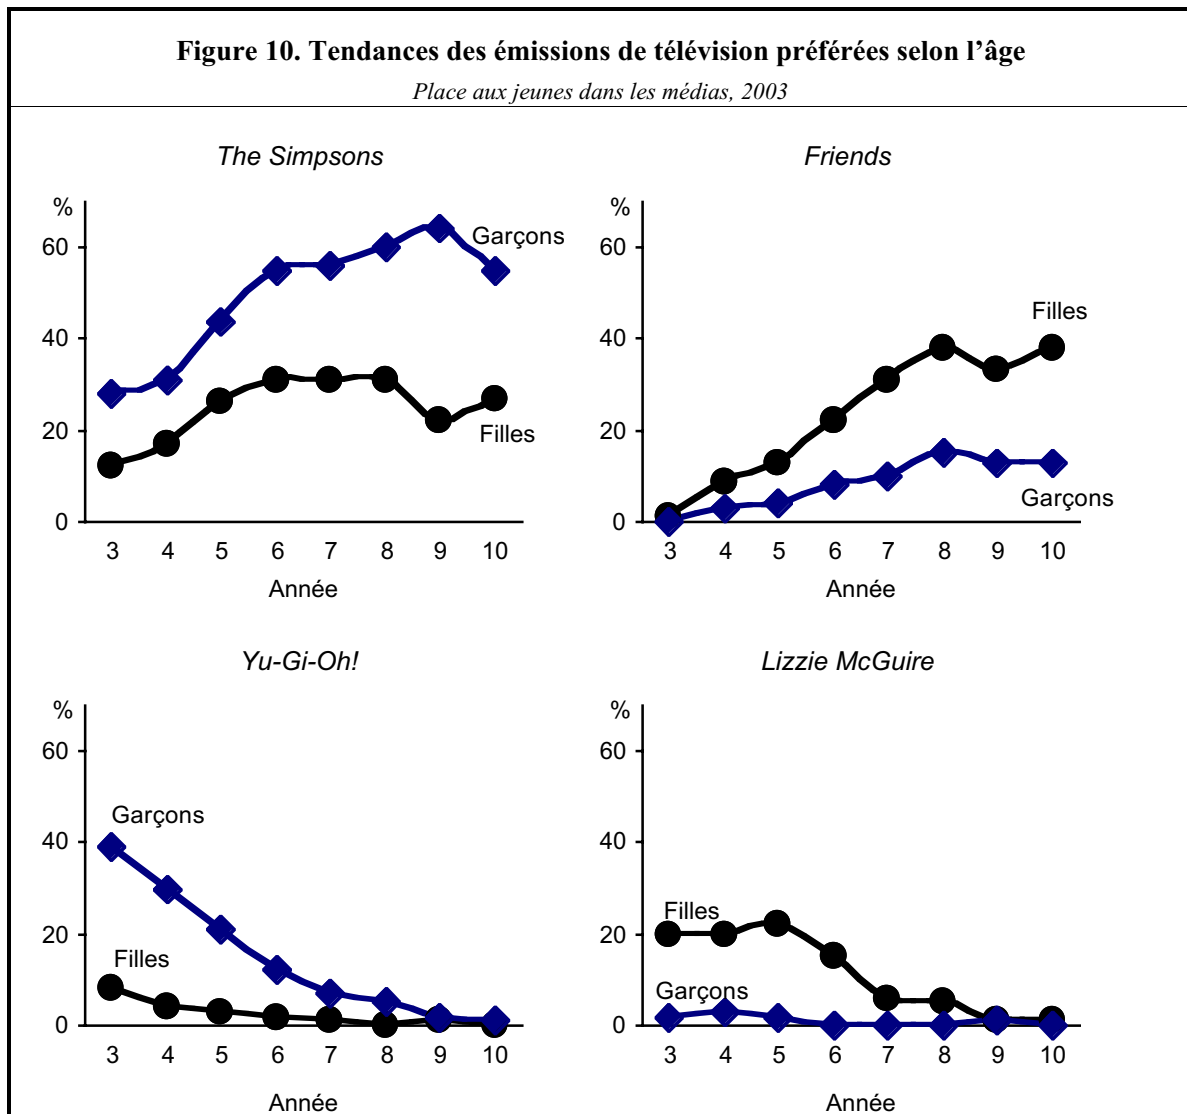 Figure 10. Tendances des émissions de télévision préférées selon l’âge
Place aux jeunes dans les médias, 2003
The Simpsons
%
60
40
20
0
Garçons
Filles
3 4 5 6 7 8 9 10
Année
Friends
%
60
40
20
0
Filles
Garçons
3 4 5 6 7 8 9 10
Année
Yu-Gi-Oh!
%
60
40
20
0
Garçons
Filles
3 4 5 6 7 8 9 10
Année
Lizzie McGuire
%
60
40
20
0
Filles
Garçons
3 4 5 6 7 8 9 10
Année